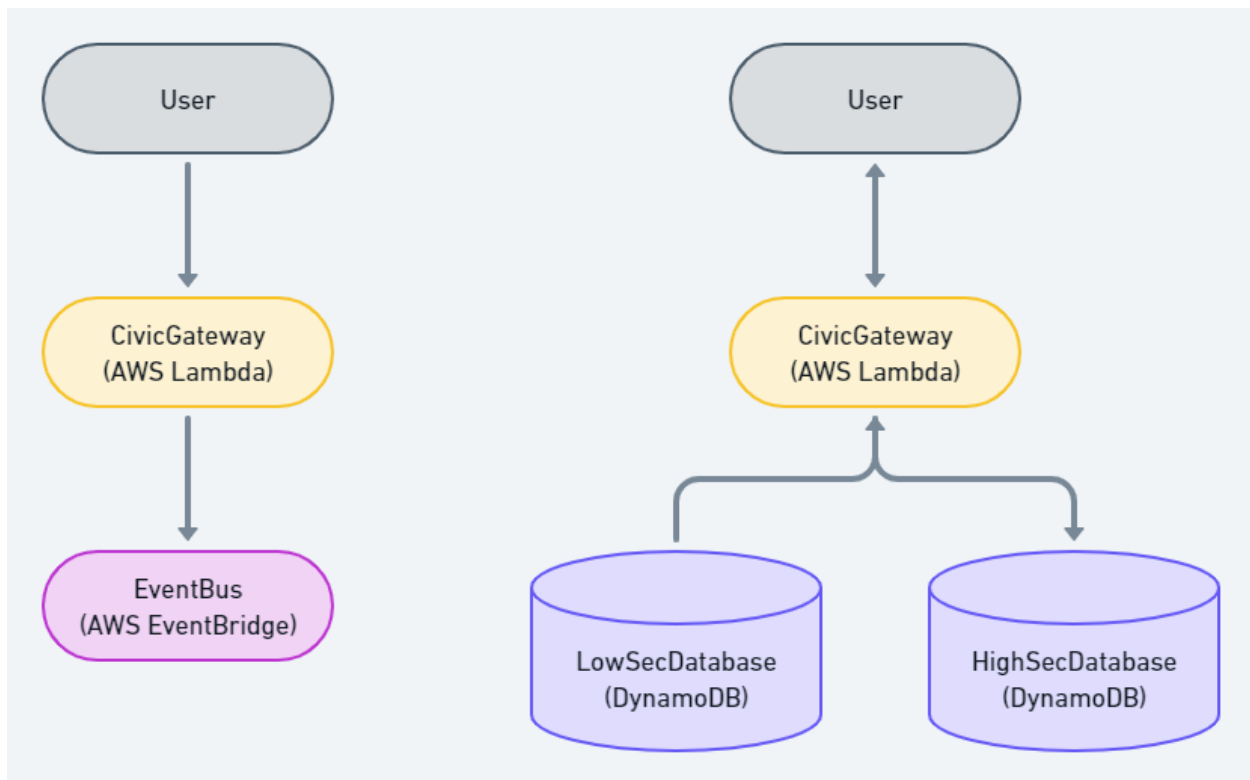 User
CivicGateway
(AWS Lambda)
EventBus
(AWS EventBridge)
User
CivicGateway
(AWS Lambda)
LowSecDatabase
(DynamoDB)
HighSecDatabase
(DynamoDB)